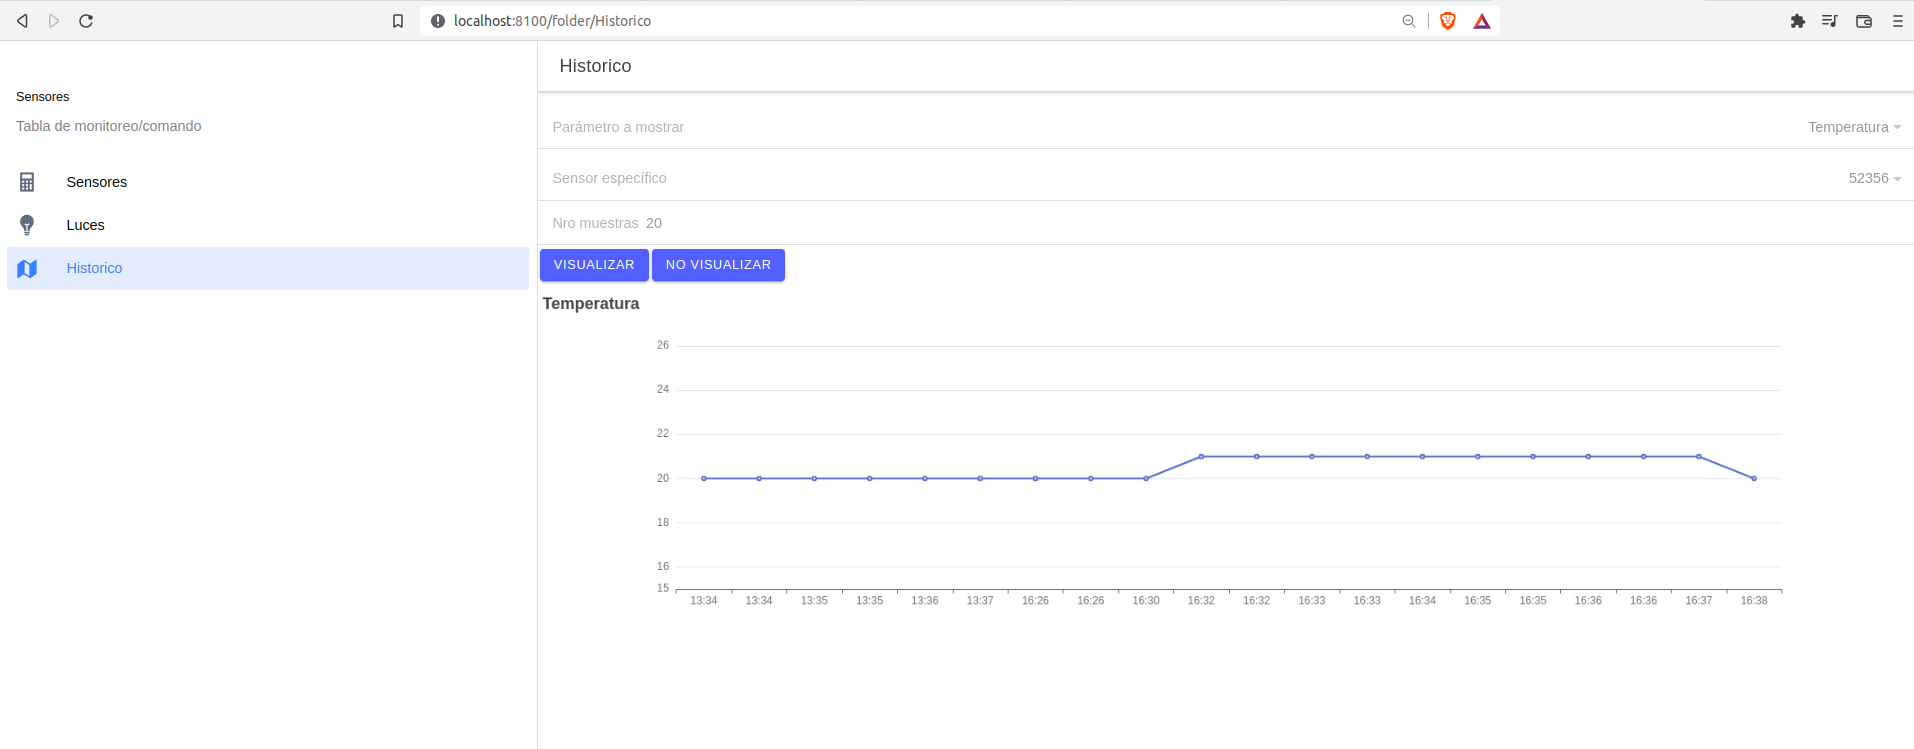 localhost:8100/folder/Historico
Sensores
Tabla de monitoreo/comando
Sensores
Luces
Historico
Historico
Parámetro a mostrar Temperatura
Sensor específico 52356
Nro muestras 20
VISUALIZAR NO VISUALIZAR
Temperatura
26
24
22
20
18
16
15
13:34 13:34 13:35 13:35 13:36 13:37 16:26 16:26 16:30 16:32 16:32 16:33 16:33 16:34 16:35 16:35 16:36 16:36 16:37 16:38